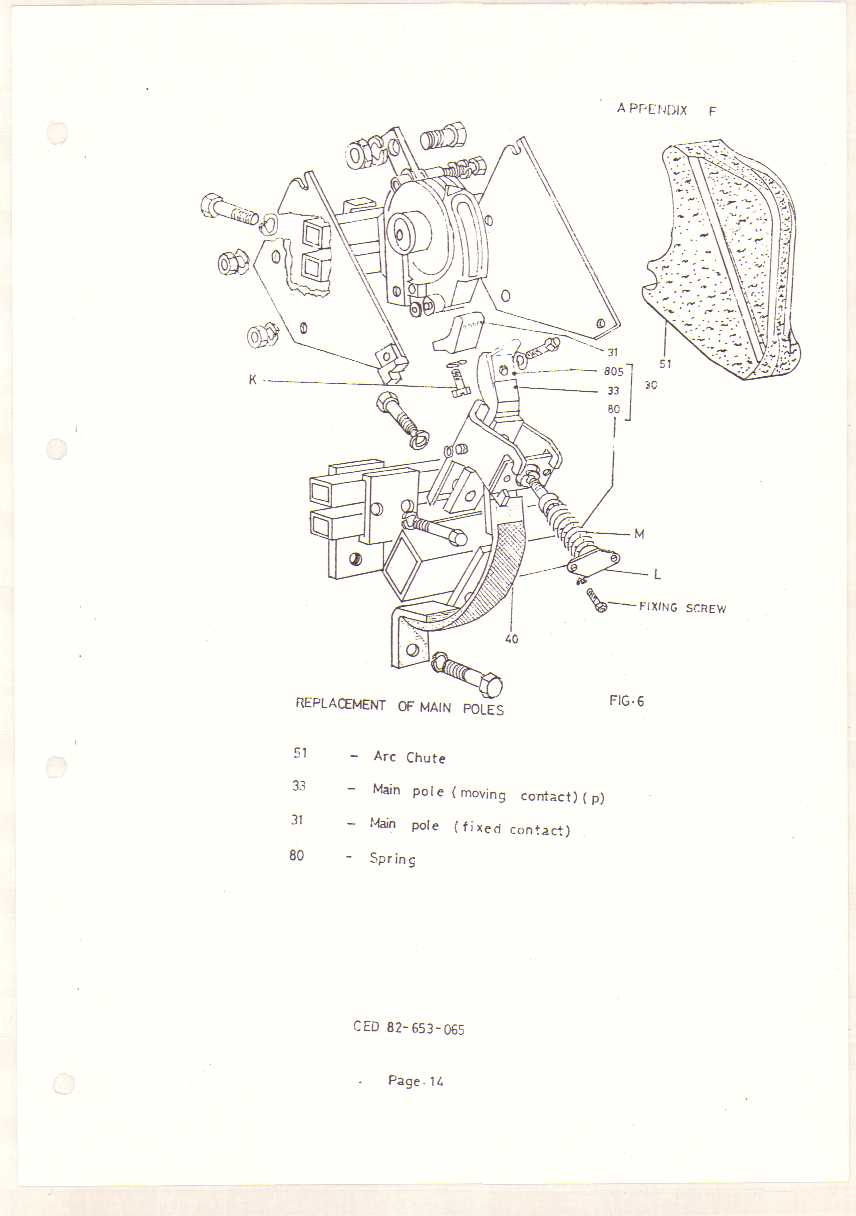 APPENDIX F
31
51
805
30
K
33
80
M
L
FIXING SCREW
40
REPLACEMENT OF MAIN POLES
FIG.6
51 - Arc Chute
33 - Main pole (moving contact) (p)
31 - Main pole (fixed contact)
80 - Spring
CED 82-653-065
Page. 14